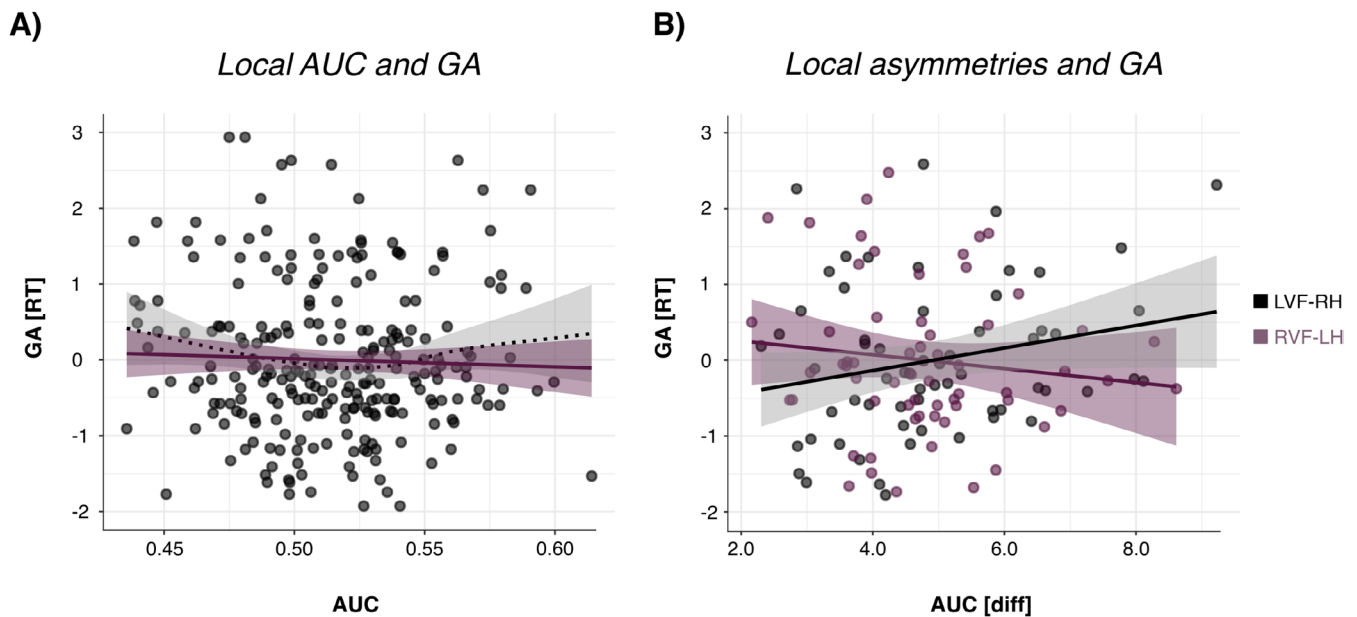 A)
Local AUC and GA
GA [RT]
3
2
1
0
-1
-2
0.45
0.50
0.55
0.60
AUC
B)
Local asymmetries and GA
GA [RT]
3
2
1
0
-1
-2
2.0
4.0
6.0
8.0
AUC [diff]
LVF-RH
RVF-LH